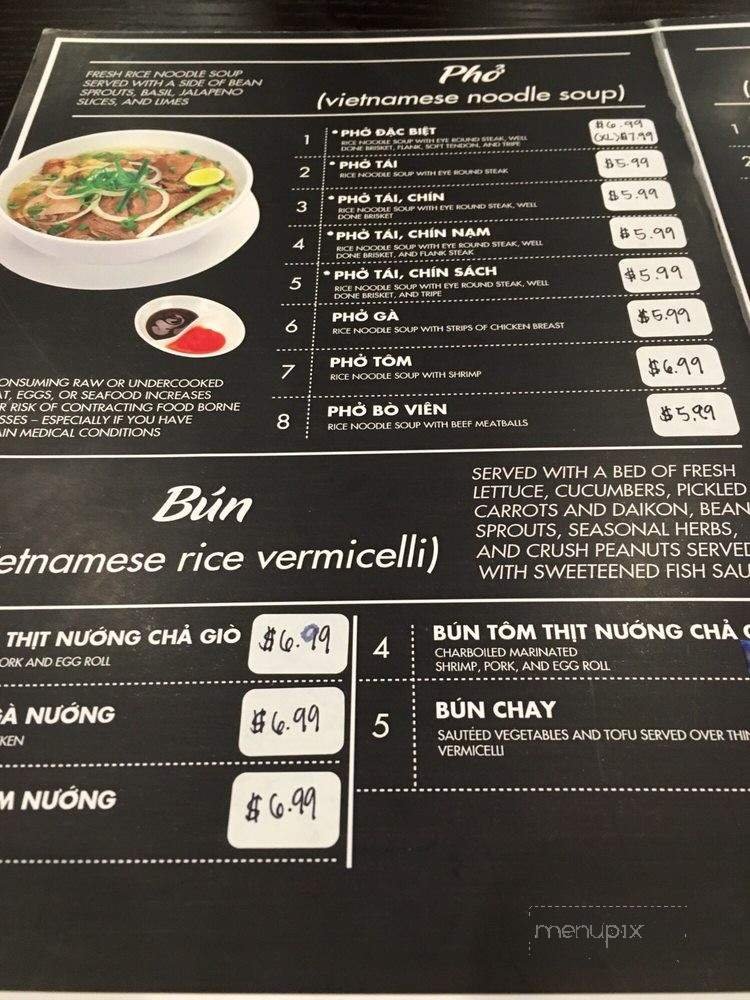 FRESH RICE NOODLE SOUP
SERVED WITH A SIDE OF BEAN
SPROUTS, BASIL, JALAPENO
SLICES, AND LIMES
Phở
(vietnamese noodle soup)
1 • PHỞ ĐẶC BIỆT $6.99
RICE NOODLE SOUP WITH EYE ROUND STEAK, WELL (XL) $7.99
DONE BRISKET, FLANK, SOFT TENDON, AND TRIPE
2 • PHỞ TÁI $5.99
RICE NOODLE SOUP WITH EYE ROUND STEAK
3 • PHỞ TÁI, CHÍN $5.99
RICE NOODLE SOUP WITH EYE ROUND STEAK, WELL
DONE BRISKET
4 • PHỞ TÁI, CHÍN NẠM $5.99
RICE NOODLE SOUP WITH EYE ROUND STEAK, WELL
DONE BRISKET, AND FLANK STEAK
5 • PHỞ TÁI, CHÍN SÁCH $5.99
RICE NOODLE SOUP WITH EYE ROUND STEAK, WELL
DONE BRISKET, AND TRIPE
6 PHỞ GÀ $5.99
RICE NOODLE SOUP WITH STRIPS OF CHICKEN BREAST
7 PHỞ TÔM $6.99
RICE NOODLE SOUP WITH SHRIMP
8 PHỞ BÒ VIÊN $5.99
RICE NOODLE SOUP WITH BEEF MEATBALLS
ONSUMING RAW OR UNDERCOOKED
AT, EGGS, OR SEAFOOD INCREASES
R RISK OF CONTRACTING FOOD BORNE
SSES – ESPECIALLY IF YOU HAVE
AIN MEDICAL CONDITIONS
Bún
etnamese rice vermicelli)
SERVED WITH A BED OF FRESH
LETTUCE, CUCUMBERS, PICKLED
CARROTS AND DAIKON, BEAN
SPROUTS, SEASONAL HERBS,
AND CRUSH PEANUTS SERVED
WITH SWEETEENED FISH SAU
THỊT NƯỚNG CHẢ GIÒ $6.99
ORK AND EGG ROLL
GÀ NƯỚNG $6.99
KEN
M NƯỚNG $6.99
4 BÚN TÔM THỊT NƯỚNG CHẢ G
CHARBOILED MARINATED
SHRIMP, PORK, AND EGG ROLL
5 BÚN CHAY
SAUTÉED VEGETABLES AND TOFU SERVED OVER THIN
VERMICELLI
(
1
2
menupix